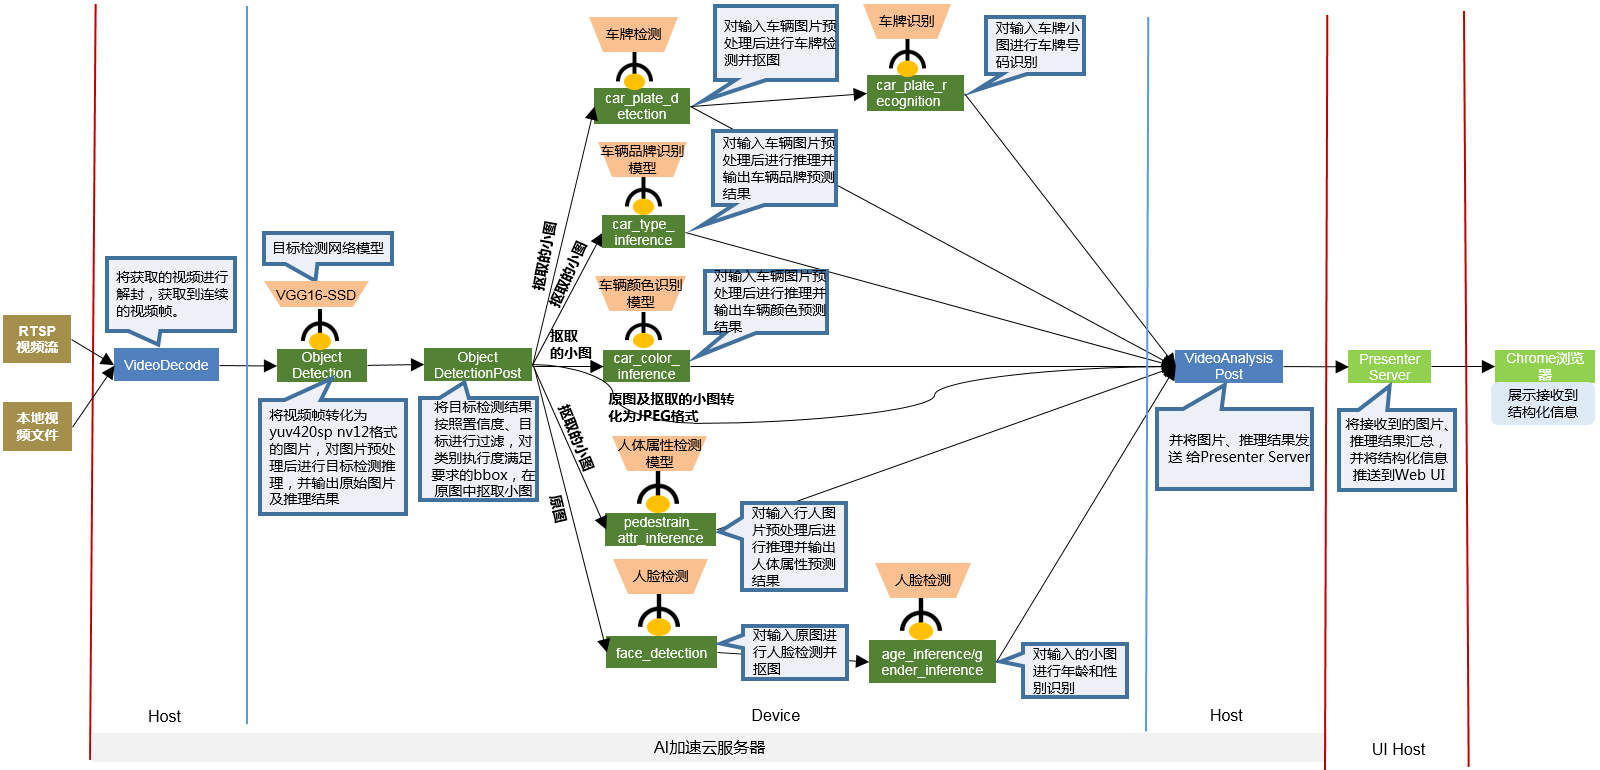 RTSP
视频流
本地视
频文件
将获取的视频进行
解封，获取到连续
的视频帧。
VideoDecode
目标检测网络模型
VGG16-SSD
Object
Detection
将视频帧转化为
yuv420sp nv12格式
的图片，对图片预处
理后进行目标检测推
理，并输出原始图片
及推理结果
Object
DetectionPost
将目标检测结果
按照置信度、目
标进行过滤，对
类别执行度满足
要求的bbox，在
原图中抠取小图
抠取的小图
抠取的小图
抠取
的小图
原图及抠取的小图转
化为JPEG格式
抠取的小图
原图
车牌检测
car_plate_d
etection
对输入车辆图片预
处理后进行车牌检
测并抠图
车牌识别
car_plate_r
ecognition
对输入车牌小
图进行车牌号
码识别
车辆品牌识别
模型
car_type_
inference
对输入车辆图片预
处理后进行推理并
输出车辆品牌预测
结果
车辆颜色识别
模型
car_color_
inference
对输入车辆图片预
处理后进行推理并
输出车辆颜色预测
结果
人体属性检测
模型
pedestrain_
attr_inference
对输入行人图
片预处理后进
行推理并输出
人体属性预测
结果
人脸检测
face_detection
对输入原图进
行人脸检测并
抠图
人脸检测
age_inference/g
ender_inference
对输入的小图
进行年龄和性
别识别
VideoAnalysis
Post
并将图片、推理结果发
送 给Presenter Server
Presenter
Server
将接收到的图片、
推理结果汇总，
并将结构化信息
推送到Web UI
Chrome浏览
器
展示接收到
结构化信息
Host
Device
Host
AI加速云服务器
UI Host